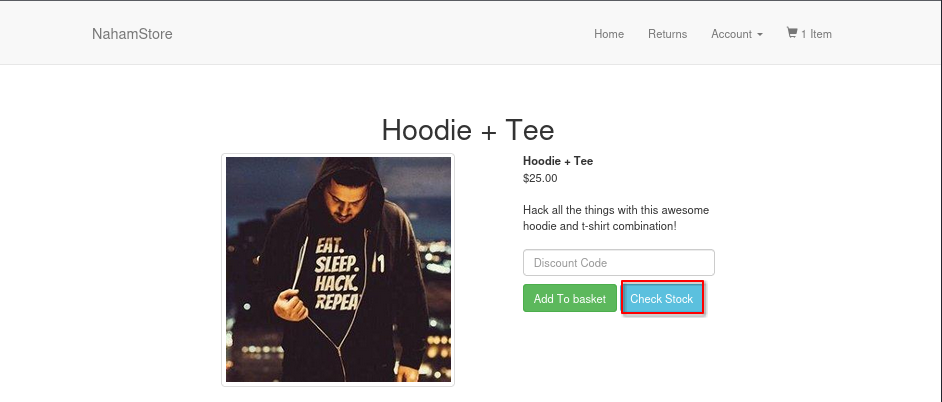 NahamStore
Home Returns Account 1 Item
Hoodie + Tee
Hoodie + Tee
$25.00
Hack all the things with this awesome
hoodie and t-shirt combination!
Discount Code
Add To basket Check Stock
EAT.
SLEEP.
HACK.
REPEA